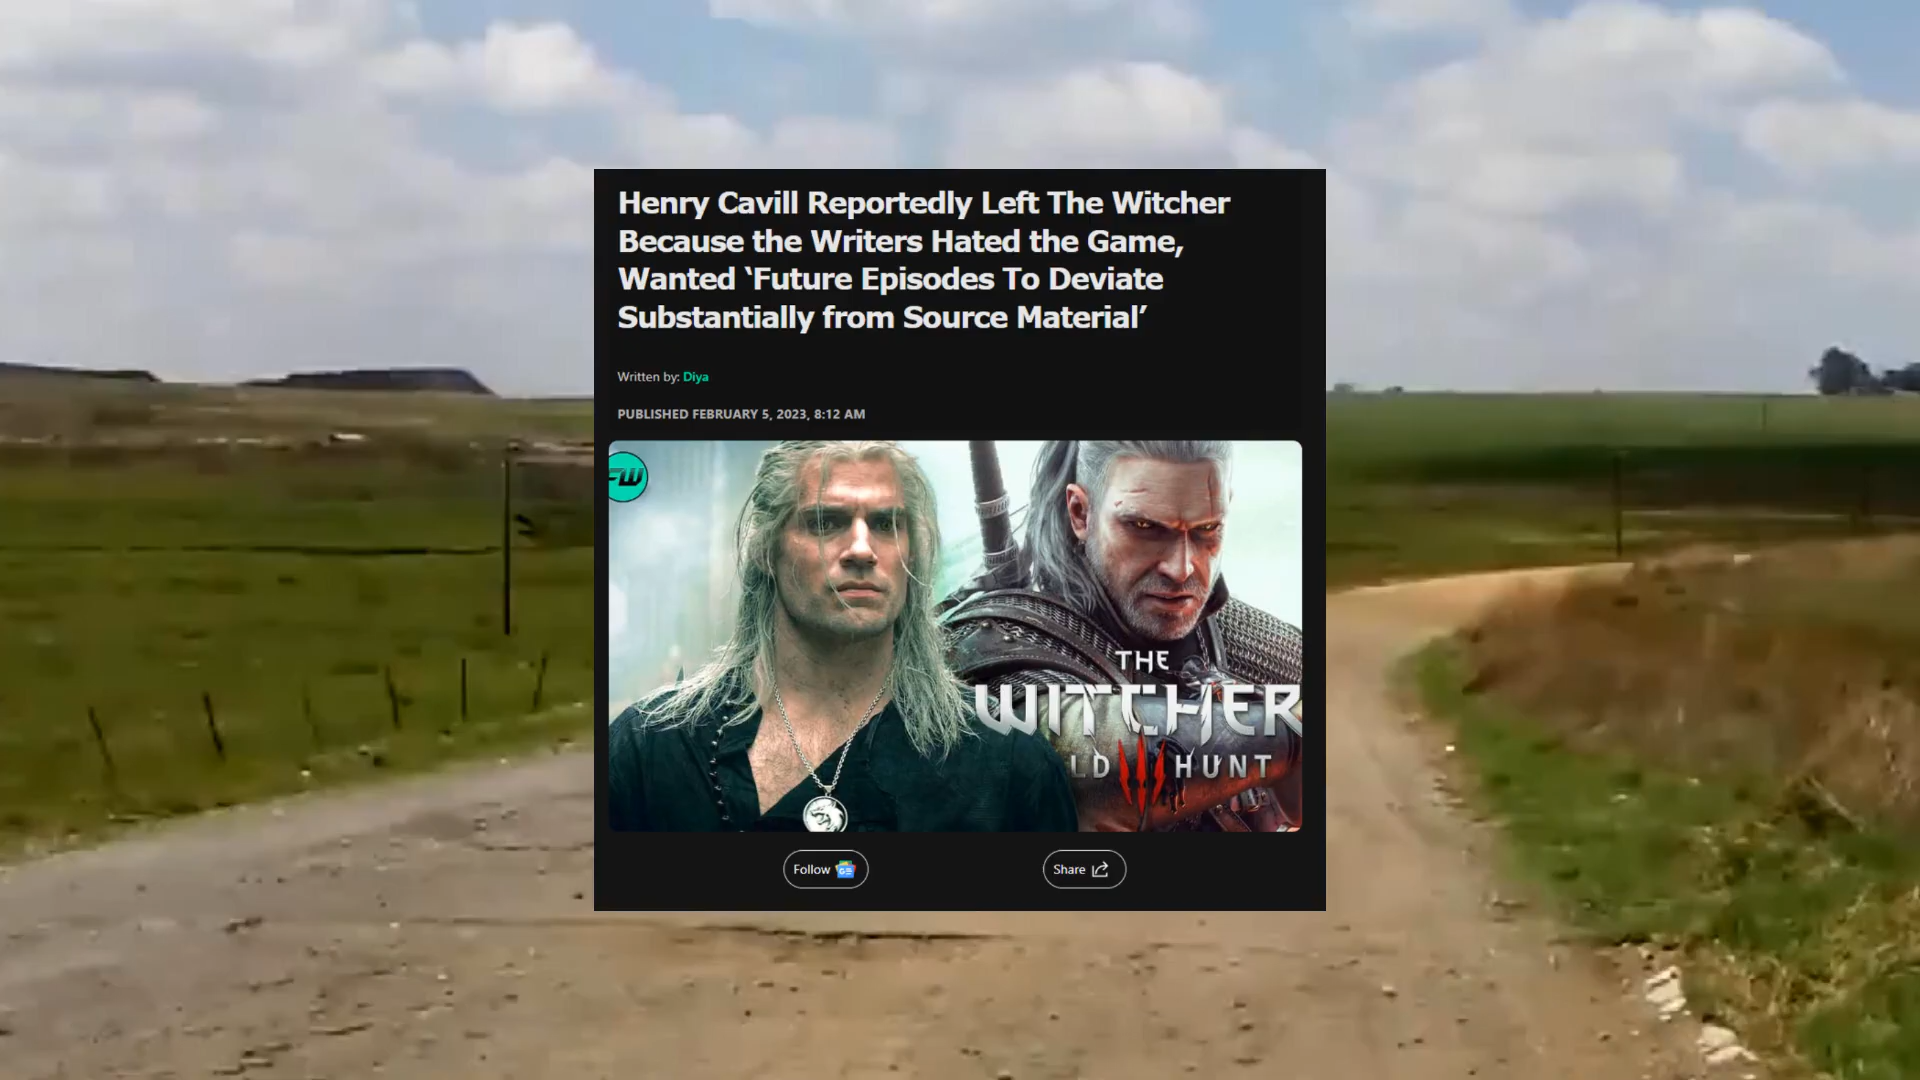 Henry Cavill Reportedly Left The Witcher
Because the Writers Hated the Game,
Wanted ‘Future Episodes To Deviate
Substantially from Source Material’
Written by: Diya
PUBLISHED FEBRUARY 5, 2023, 8:12 AM
FW
THE
WITCHER
LD HUNT
Follow
Share